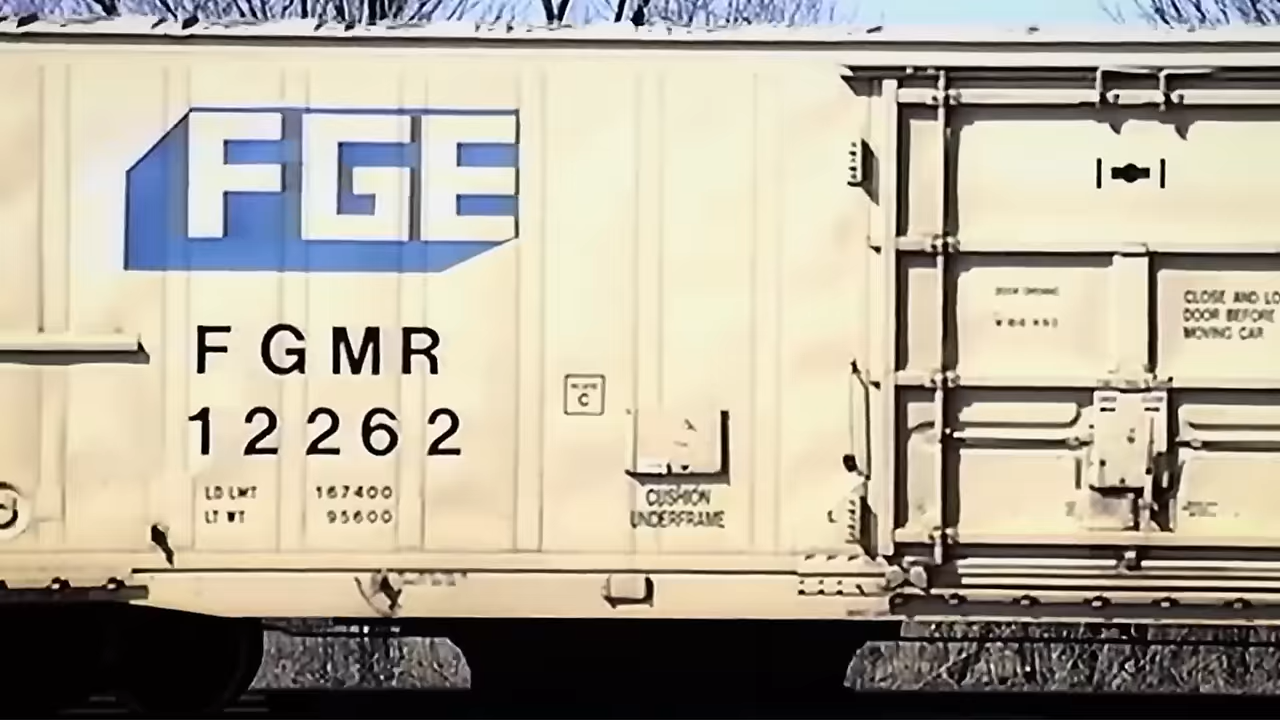 FGE
FGMR
12262
LD LMT 167400
LT WT 95600
C
CUSHION
UNDERFRAME
L
CLOSE AND LO
DOOR BEFORE
MOVING CAR